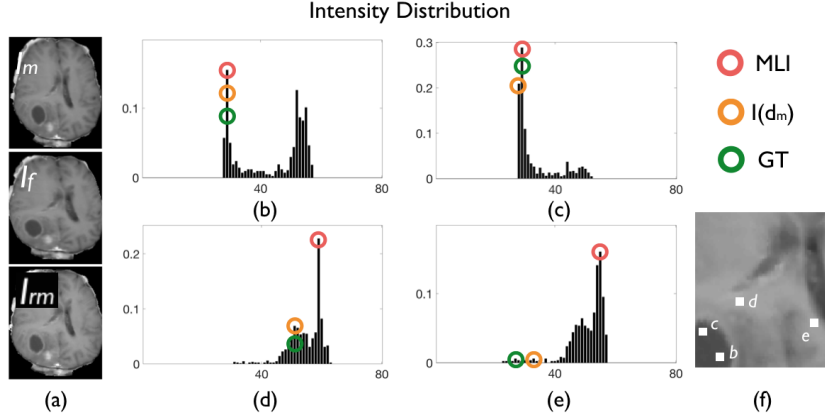 Intensity Distribution
Im
If
Irm
(a)
0.1
0
40
80
(b)
0.3
0.2
0.1
0
40
80
(c)
0.2
0.1
0
40
80
(d)
0.1
0
40
80
(e)
MLI
I(dm)
GT
d
c
e
b
(f)